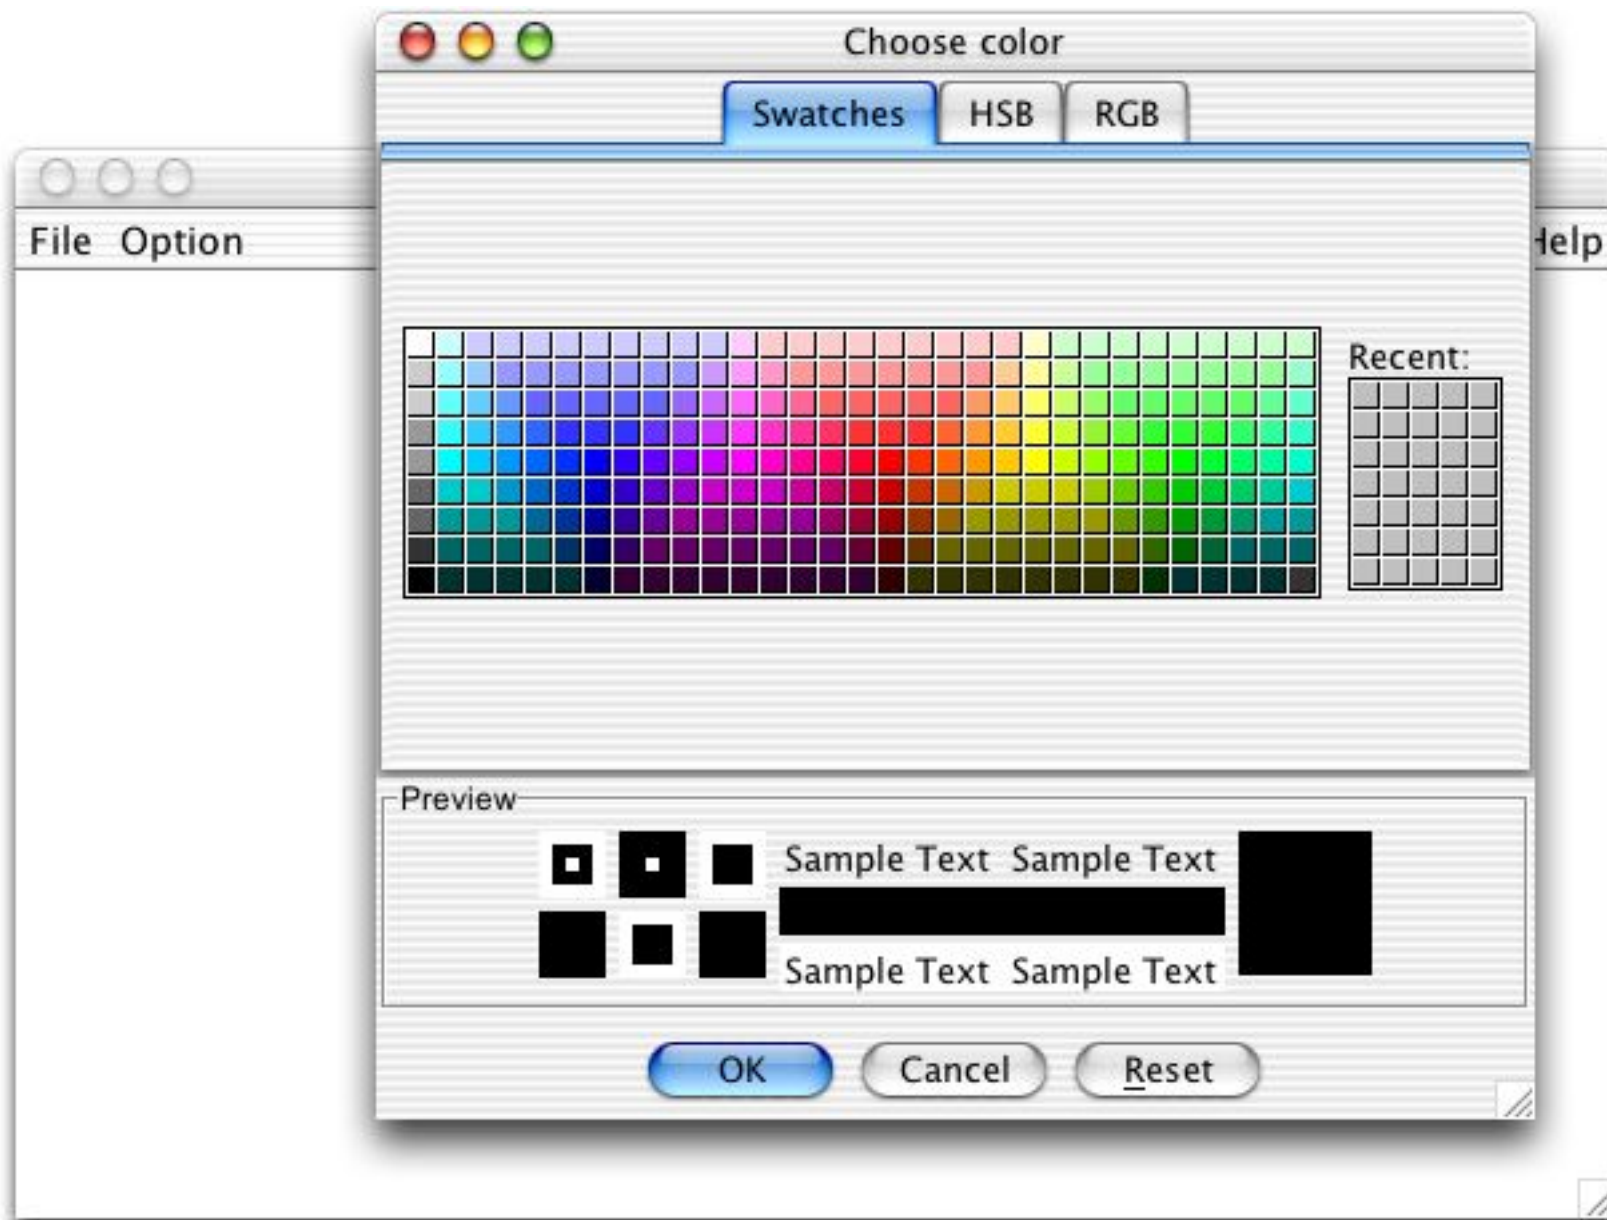 Choose color
Swatches HSB RGB
File Option Help
Recent:
Preview
Sample Text Sample Text
Sample Text Sample Text
OK Cancel Reset